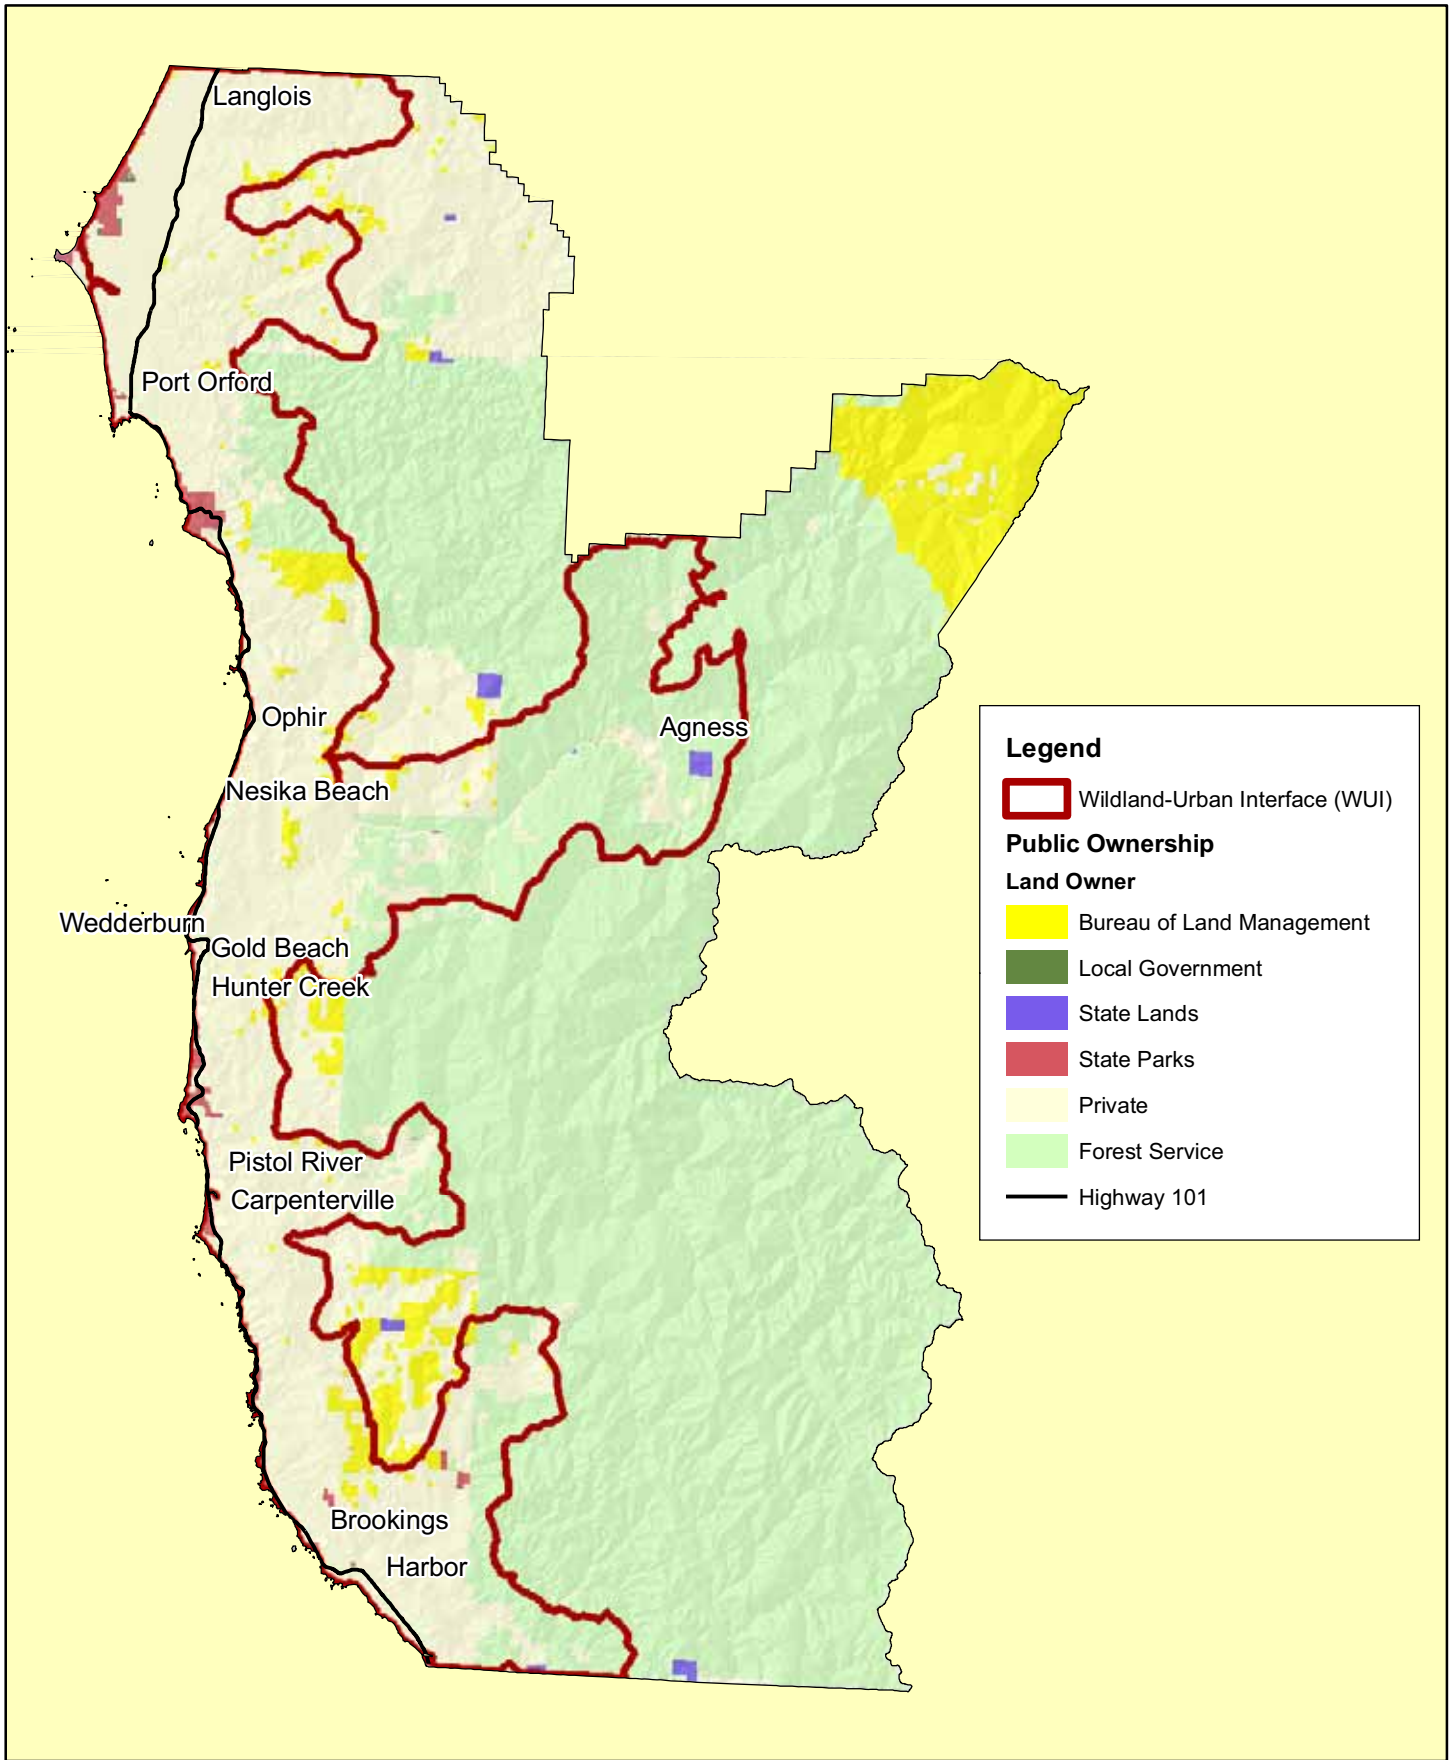 Langlois
Port Orford
Ophir
Agness
Nesika Beach
Wedderburn
Gold Beach
Hunter Creek
Pistol River
Carpenterville
Brookings
Harbor
Legend
Wildland-Urban Interface (WUI)
Public Ownership
Land Owner
Bureau of Land Management
Local Government
State Lands
State Parks
Private
Forest Service
Highway 101